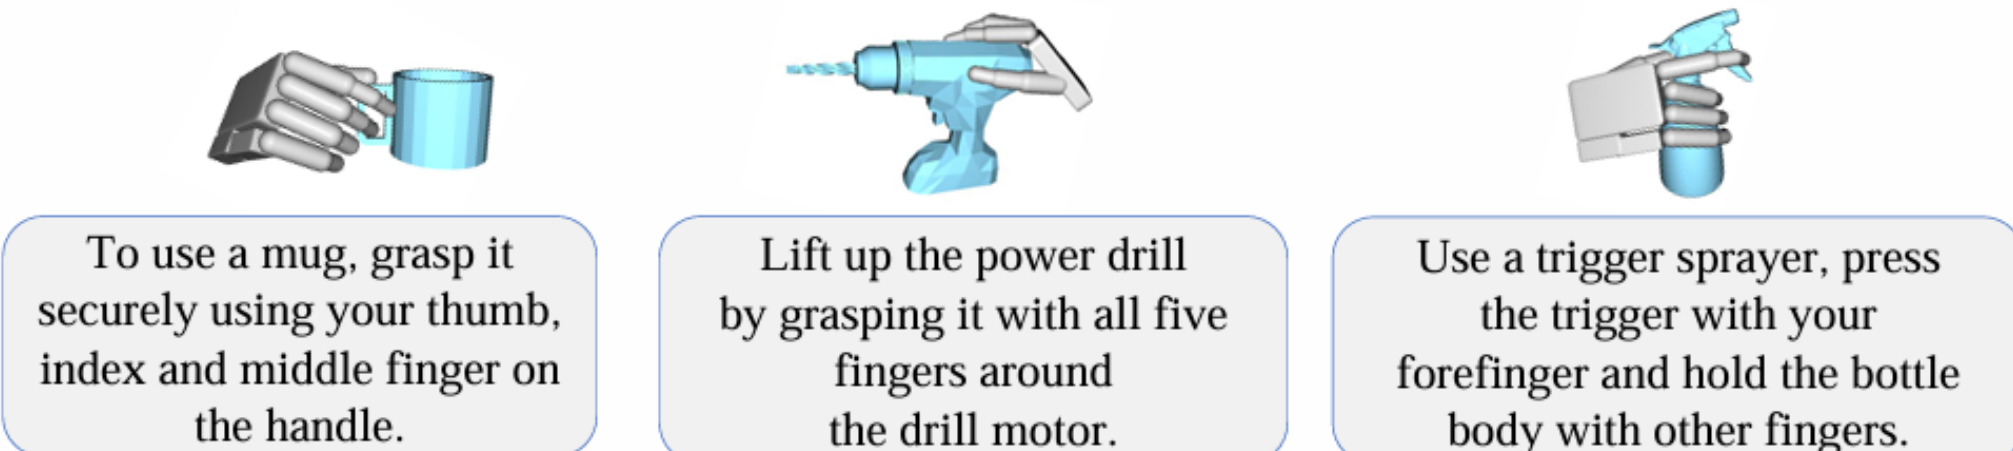 To use a mug, grasp it
securely using your thumb,
index and middle finger on
the handle.
Lift up the power drill
by grasping it with all five
fingers around
the drill motor.
Use a trigger sprayer, press
the trigger with your
forefinger and hold the bottle
body with other fingers.